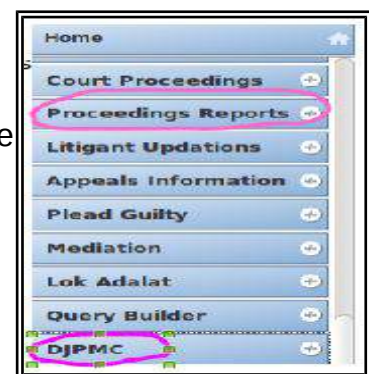 Home
s
Court Proceedings
Proceedings Reports
e
Litigant Updations
Appeals Information
Plead Guilty
Mediation
Lok Adalat
Query Builder
DJPMC